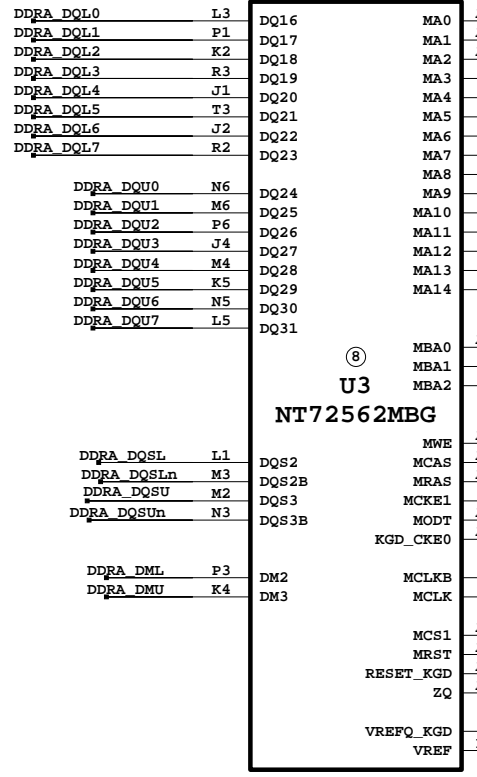 DDRA_DQL0 L3 DQ16 MA0
DDRA_DQL1 P1 DQ17 MA1
DDRA_DQL2 K2 DQ18 MA2
DDRA_DQL3 R3 DQ19 MA3
DDRA_DQL4 J1 DQ20 MA4
DDRA_DQL5 T3 DQ21 MA5
DDRA_DQL6 J2 DQ22 MA6
DDRA_DQL7 R2 DQ23 MA7
MA8
DDRA_DQU0 N6 DQ24 MA9
DDRA_DQU1 M6 DQ25 MA10
DDRA_DQU2 P6 DQ26 MA11
DDRA_DQU3 J4 DQ27 MA12
DDRA_DQU4 M4 DQ28 MA13
DDRA_DQU5 K5 DQ29 MA14
DDRA_DQU6 N5 DQ30
DDRA_DQU7 L5 DQ31
MBA0
8 MBA1
U3 MBA2
NT72562MBG
MWE
DDRA_DQSL L1 DQS2 MCAS
DDRA_DQSLn M3 DQS2B MRAS
DDRA_DQSU M2 DQS3 MCKE1
DDRA_DQSUn N3 DQS3B MODT
KGD_CKE0
DDRA_DML P3 DM2 MCLKB
DDRA_DMU K4 DM3 MCLK
MCS1
MRST
RESET_KGD
ZQ
VREFQ_KGD
VREF